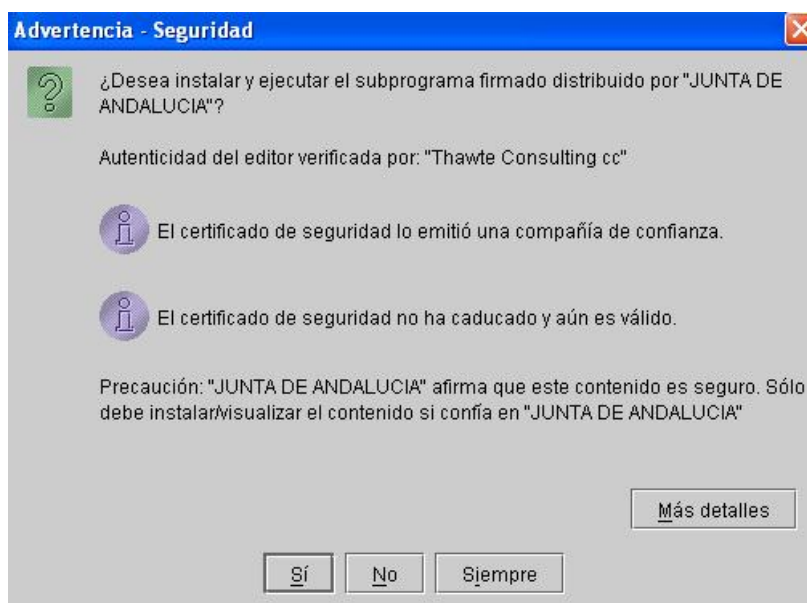 Advertencia - Seguridad
¿Desea instalar y ejecutar el subprograma firmado distribuido por "JUNTA DE
ANDALUCIA"?
Autenticidad del editor verificada por: "Thawte Consulting cc"
El certificado de seguridad lo emitió una compañía de confianza.
El certificado de seguridad no ha caducado y aún es válido.
Precaución: "JUNTA DE ANDALUCIA" afirma que este contenido es seguro. Sólo
debe instalar/visualizar el contenido si confía en "JUNTA DE ANDALUCIA"
Más detalles
Sí No Siempre